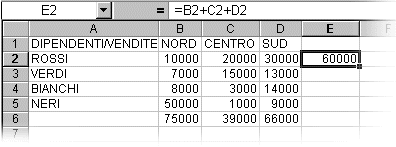 E2 = =B2+C2+D2
A B C D E F
1 DIPENDENTI/VENDITE NORD CENTRO SUD
2 ROSSI 10000 20000 30000 60000
3 VERDI 7000 15000 13000
4 BIANCHI 8000 3000 14000
5 NERI 50000 1000 9000
6 75000 39000 66000